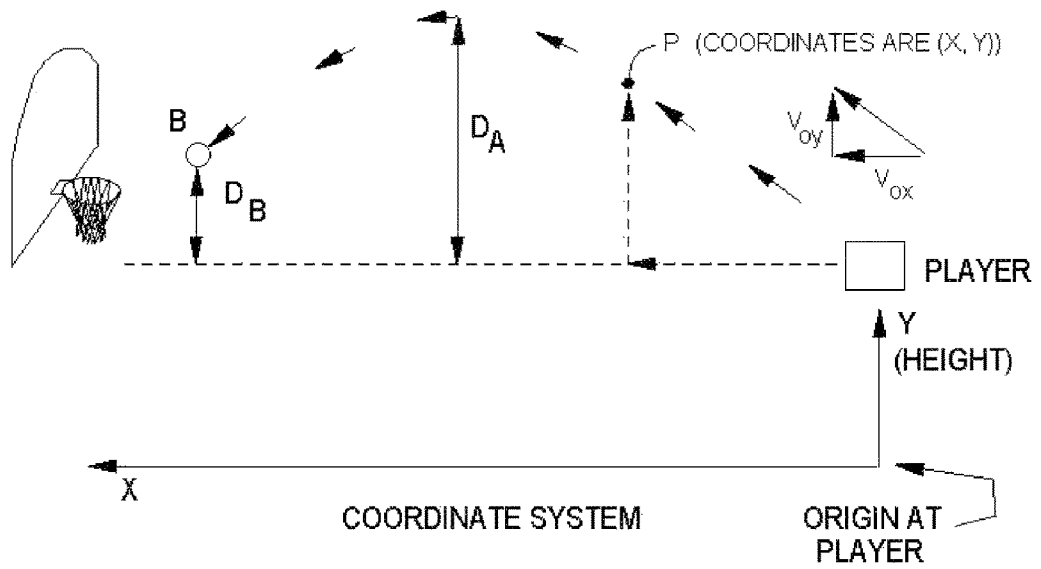 P (COORDINATES ARE (X, Y))
B
D_A
V_oy
D_B
V_ox
PLAYER
Y
(HEIGHT)
X
COORDINATE SYSTEM
ORIGIN AT
PLAYER